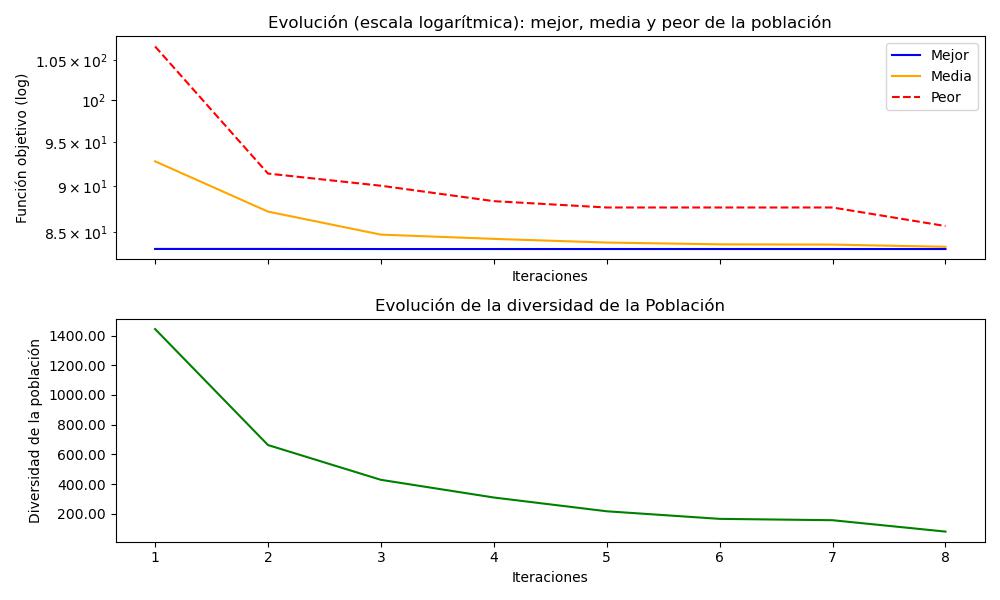 Evolución (escala logarítmica): mejor, media y peor de la población
Función objetivo (log)
1.05 × 10²
10²
9.5 × 10¹
9 × 10¹
8.5 × 10¹
Mejor
Media
Peor
Iteraciones
Evolución de la diversidad de la Población
Diversidad de la población
1400.00
1200.00
1000.00
800.00
600.00
400.00
200.00
1 2 3 4 5 6 7 8
Iteraciones